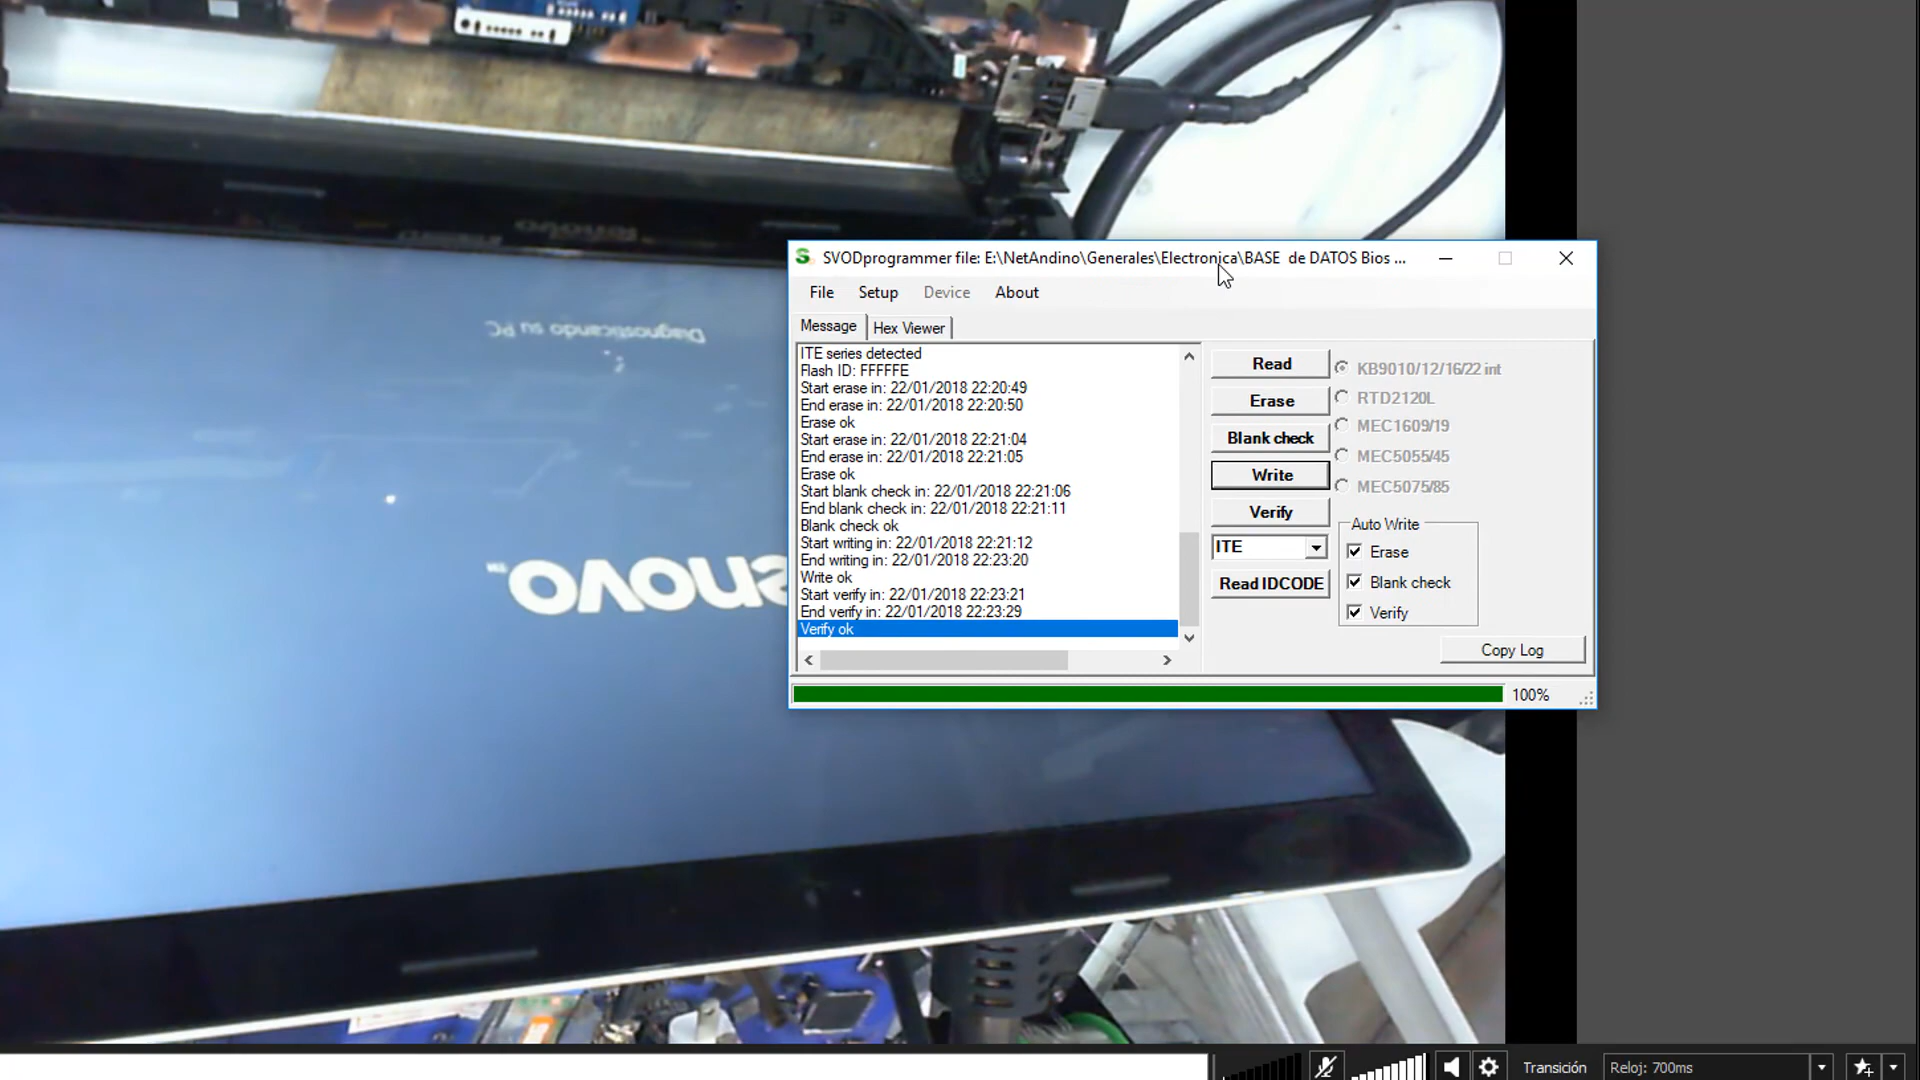 SVODprogrammer file: E:\NetAndino\Generales\Electronica\BASE de DATOS Bios ...
File Setup Device About
Message Hex Viewer
ITE series detected
Flash ID: FFFFFE
Start erase in: 22/01/2018 22:20:49
End erase in: 22/01/2018 22:20:50
Erase ok
Start erase in: 22/01/2018 22:21:04
End erase in: 22/01/2018 22:21:05
Erase ok
Start blank check in: 22/01/2018 22:21:06
End blank check in: 22/01/2018 22:21:11
Blank check ok
Start writing in: 22/01/2018 22:21:12
End writing in: 22/01/2018 22:23:20
Write ok
Start verify in: 22/01/2018 22:23:21
End verify in: 22/01/2018 22:23:29
Verify ok
Read
Erase
Blank check
Write
Verify
ITE
Read IDCODE
KB9010/12/16/22 int
RTD2120L
MEC1609/19
MEC5055/45
MEC5075/85
Auto Write
Erase
Blank check
Verify
Copy Log
100%
Diagnosticando su PC
enovo™
lenovo
Transición
Reloj: 700ms